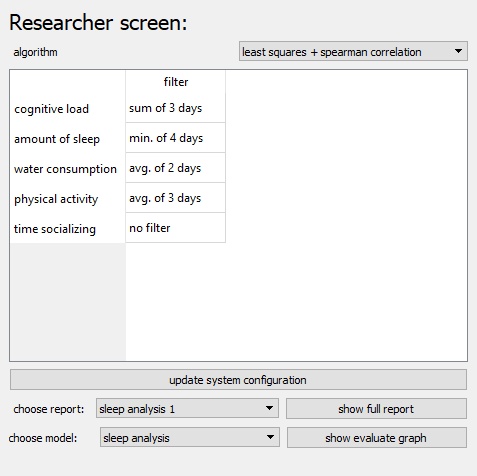 Researcher screen:
algorithm least squares + spearman correlation
filter
cognitive load sum of 3 days
amount of sleep min. of 4 days
water consumption avg. of 2 days
physical activity avg. of 3 days
time socializing no filter
update system configuration
choose report: sleep analysis 1 show full report
choose model: sleep analysis show evaluate graph